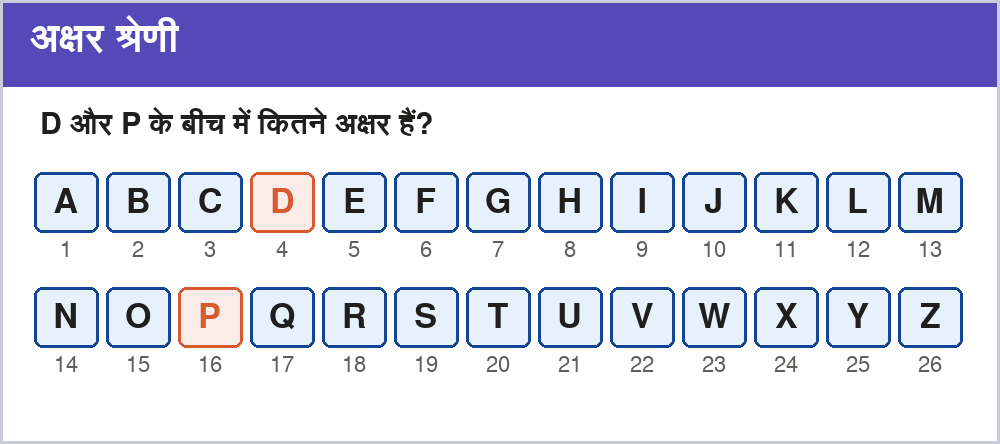 अक्षर श्रेणी
D और P के बीच में कितने अक्षर हैं?
A B C D E F G H I J K L M
1 2 3 4 5 6 7 8 9 10 11 12 13
N O P Q R S T U V W X Y Z
14 15 16 17 18 19 20 21 22 23 24 25 26